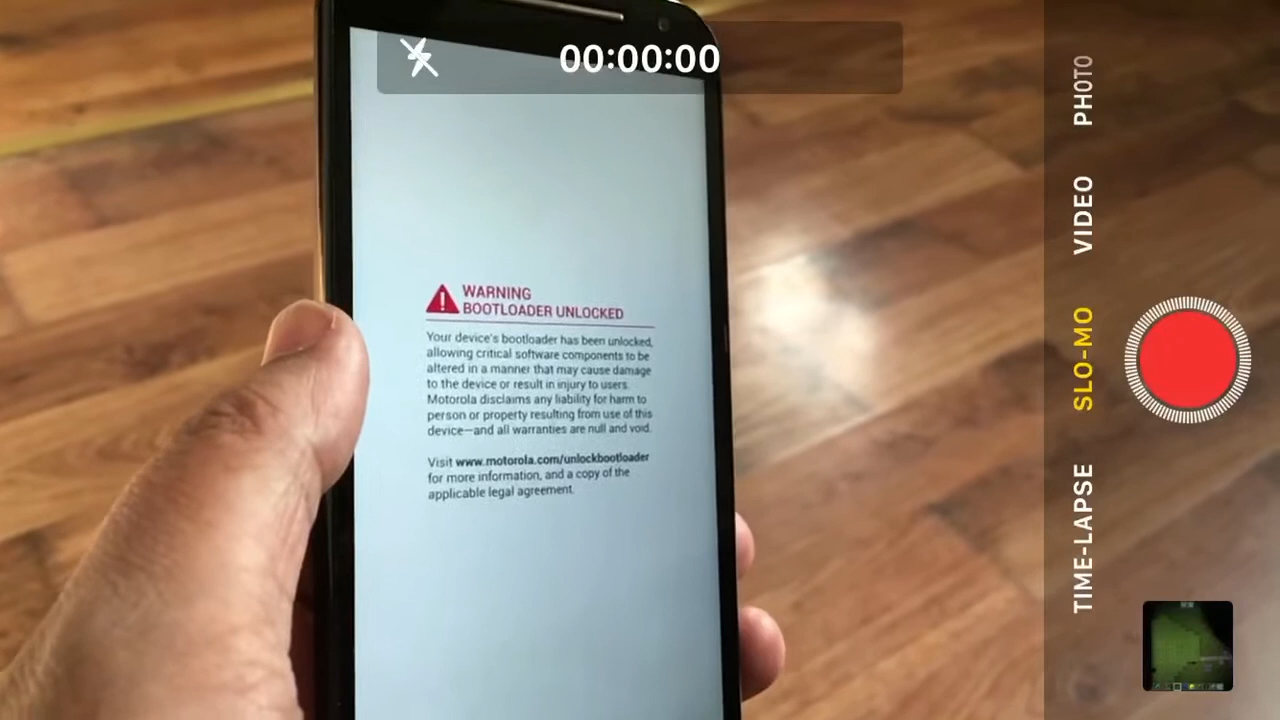 00:00:00
WARNING
BOOTLOADER UNLOCKED
Your device's bootloader has been unlocked,
allowing critical software components to be
altered in a manner that may cause damage
to the device or result in injury to users.
Motorola disclaims any liability for harm to
person or property resulting from use of this
device—and all warranties are null and void.
Visit www.motorola.com/unlockbootloader
for more information, and a copy of the
applicable legal agreement.
PHOTO
VIDEO
SLO-MO
TIME-LAPSE